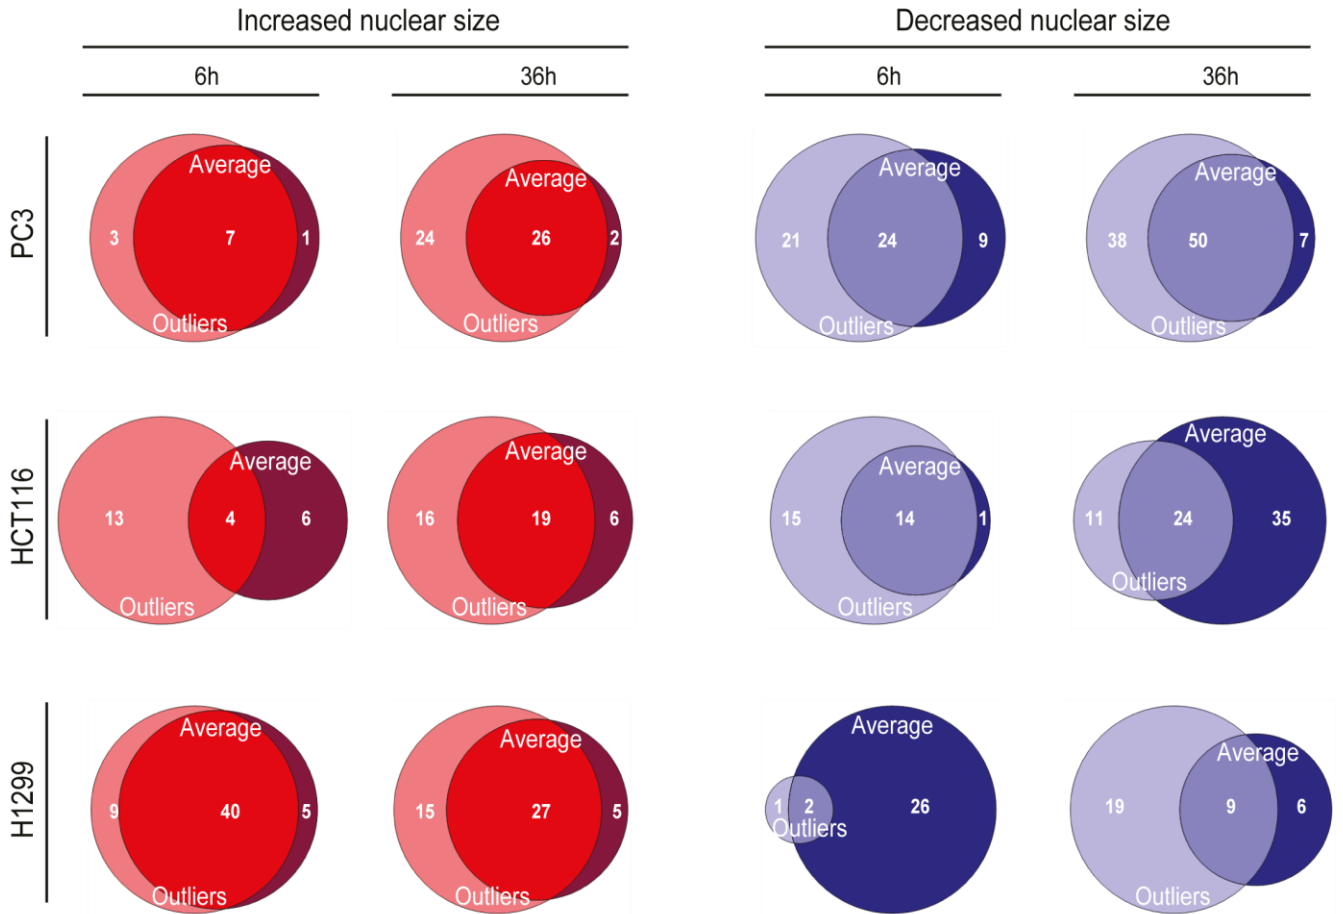 Increased nuclear size
Decreased nuclear size
6h
36h
6h
36h
PC3
Average
3
7
1
Outliers
Average
24
26
2
Outliers
Average
21
24
9
Outliers
Average
38
50
7
Outliers
HCT116
Average
13
4
6
Outliers
Average
16
19
6
Outliers
Average
15
14
1
Outliers
Average
11
24
35
Outliers
H1299
Average
9
40
5
Outliers
Average
15
27
5
Outliers
Average
1
2
26
Outliers
Average
19
9
6
Outliers